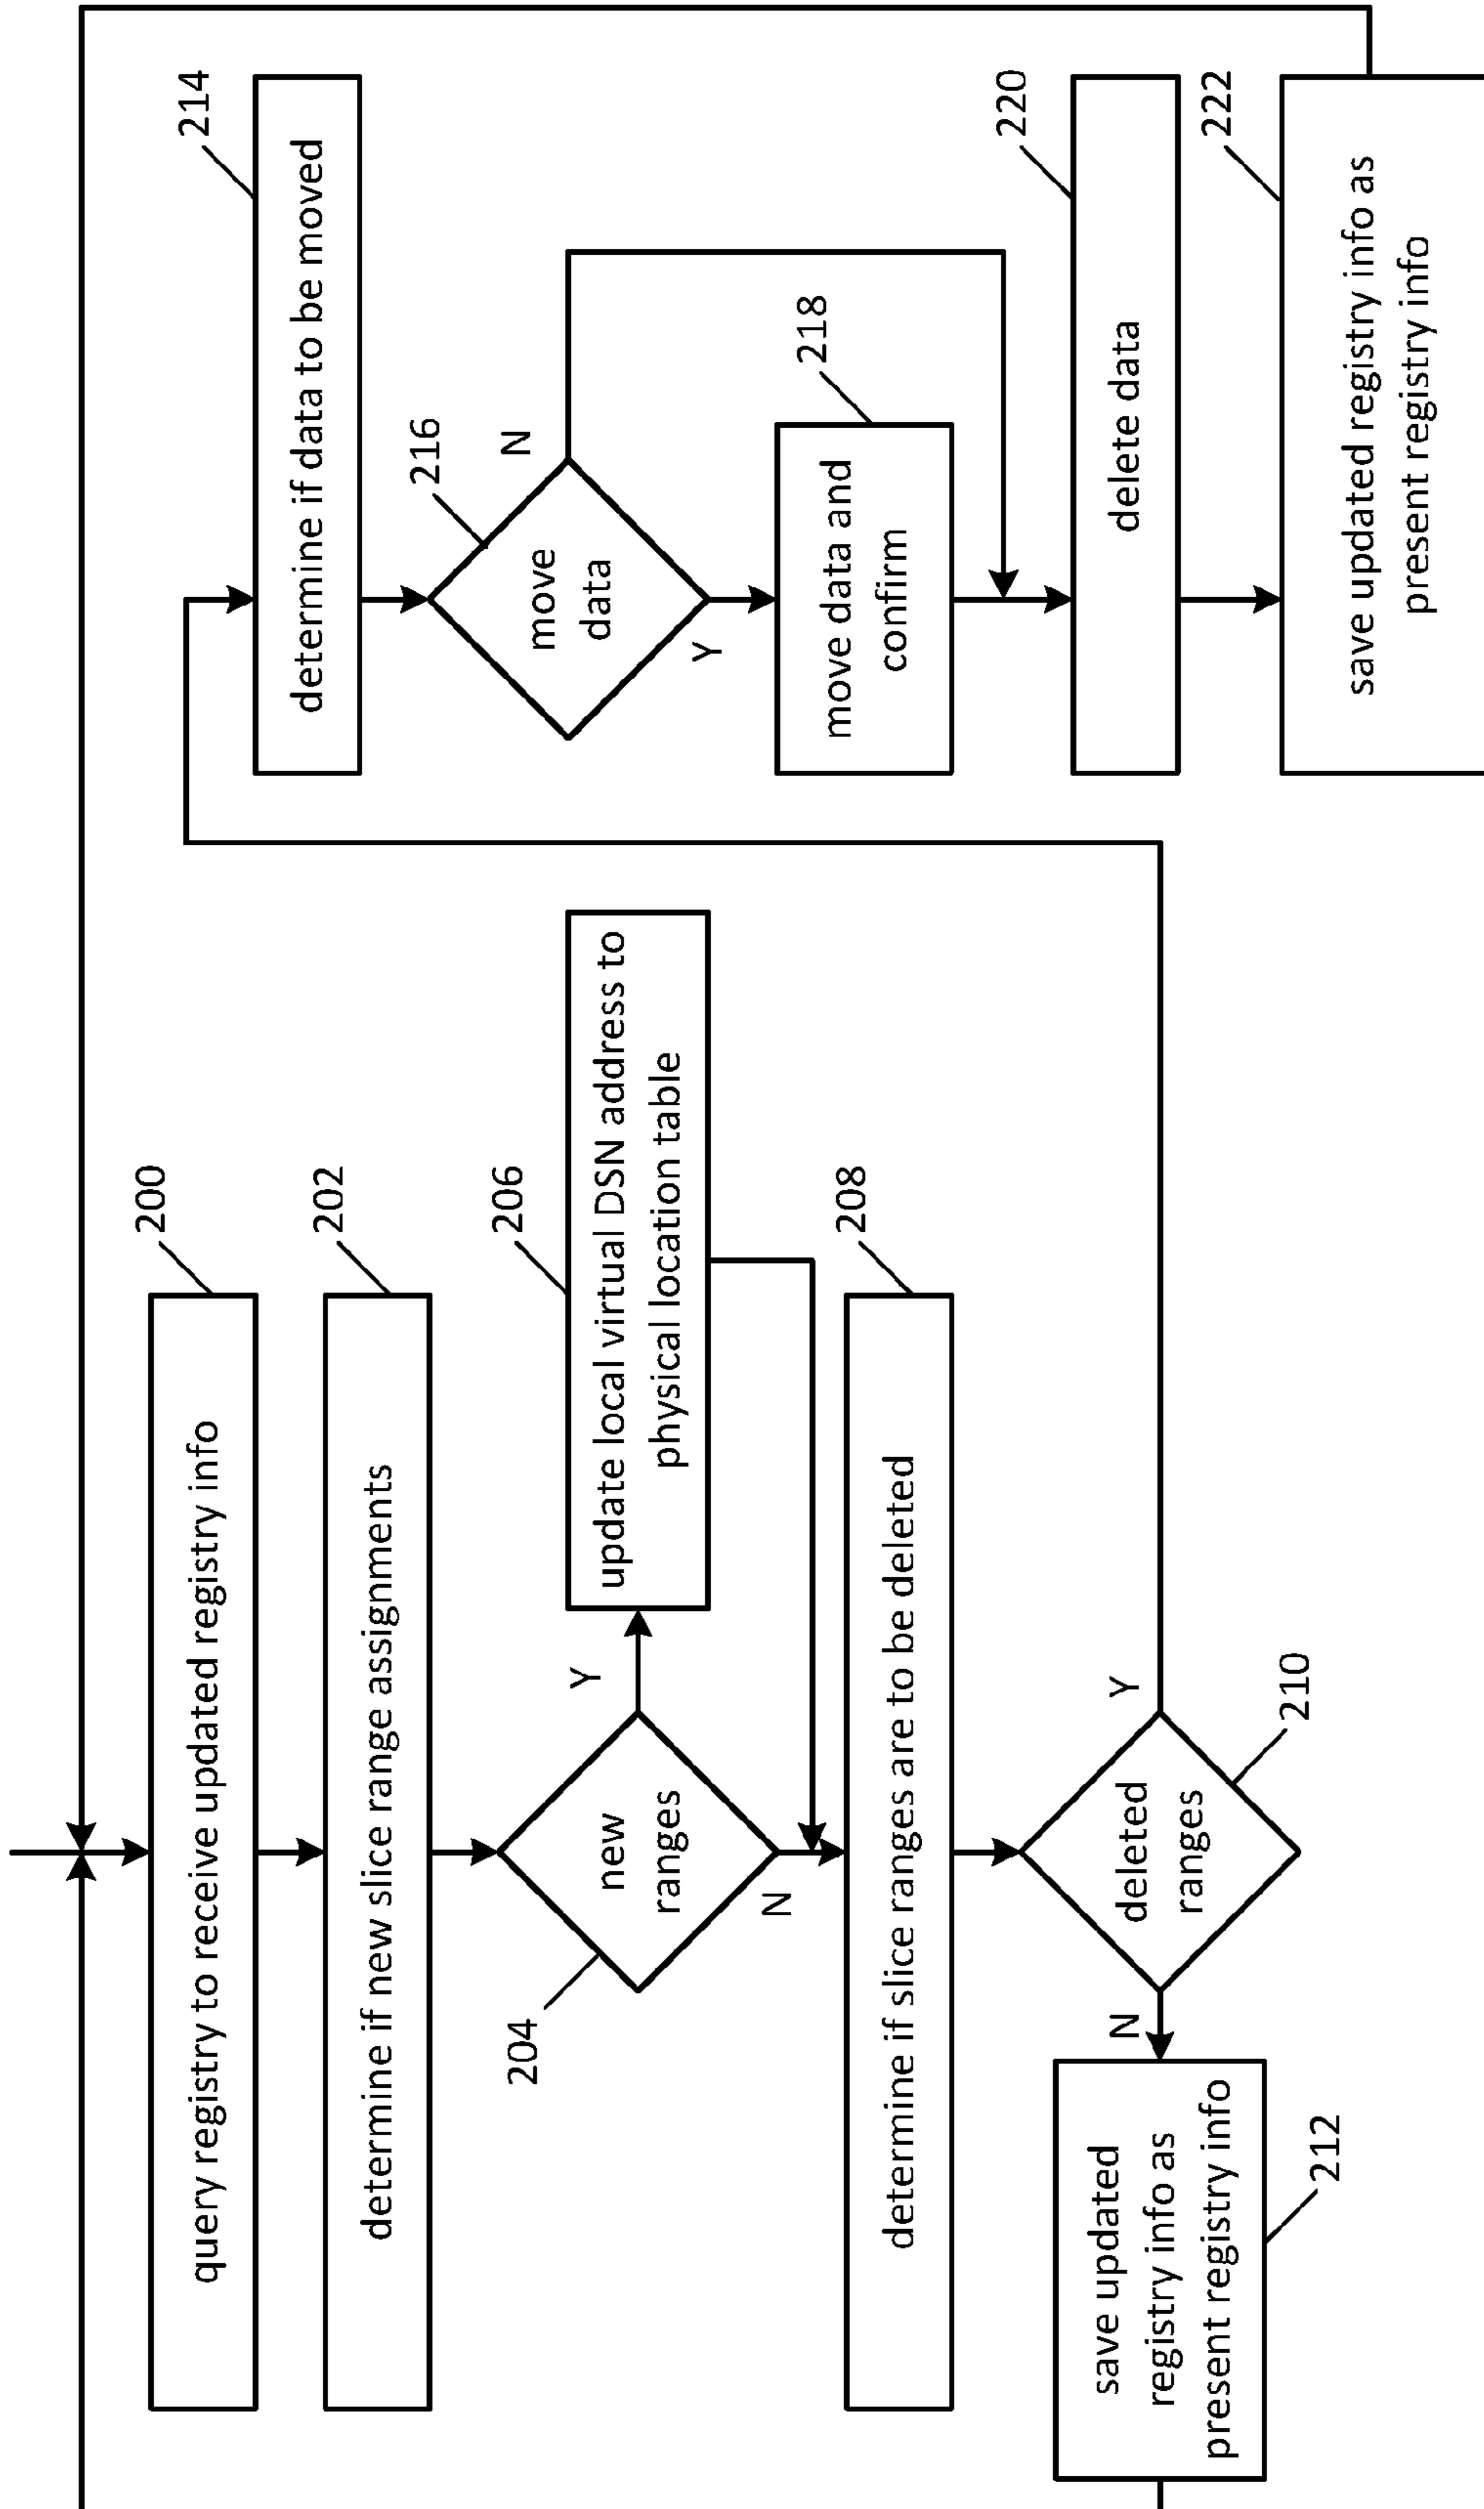 200
query registry to receive updated registry info
202
determine if new slice range assignments
204
new
ranges
Y
N
206
update local virtual DSN address to
physical location table
208
determine if slice ranges are to be deleted
210
deleted
ranges
N
Y
212
save updated
registry info as
present registry info
214
determine if data to be moved
216
move
data
N
Y
218
move data and
confirm
220
delete data
222
save updated registry info as
present registry info